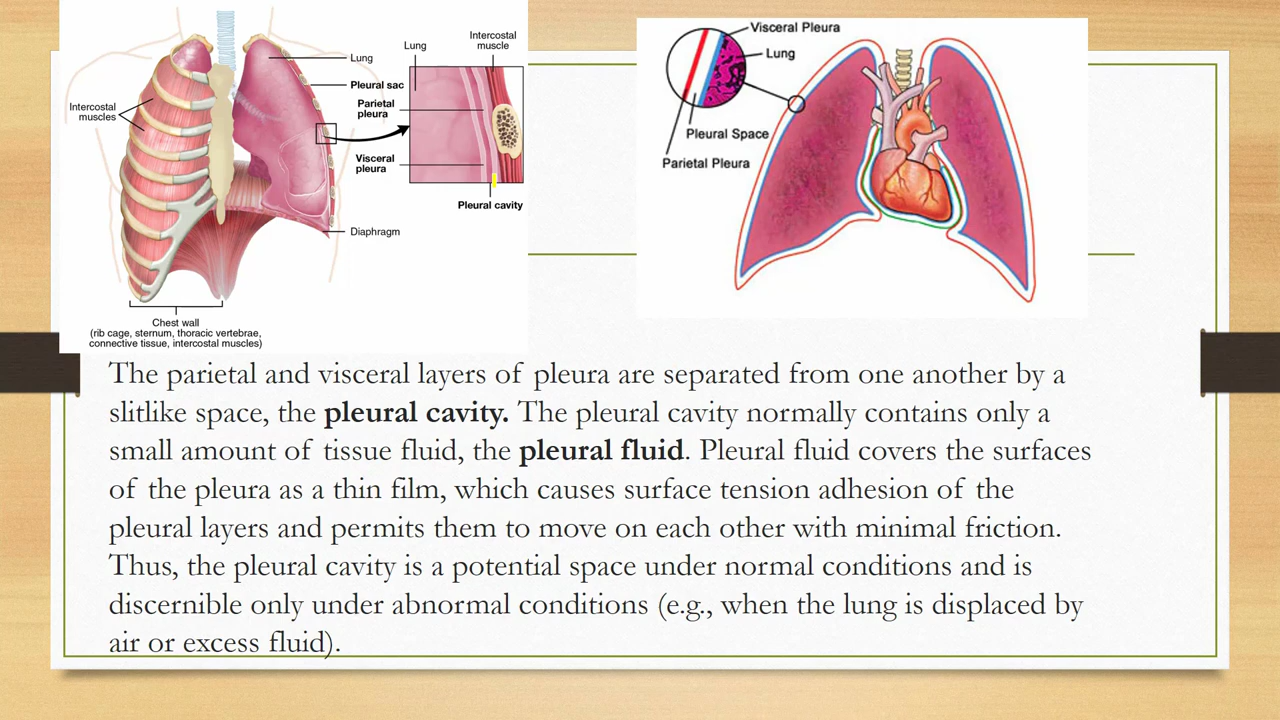 Lung
Pleural sac
Parietal
pleura
Visceral
pleura
Diaphragm
Intercostal
muscles
Chest wall
(rib cage, sternum, thoracic vertebrae,
connective tissue, intercostal muscles)
Lung
Intercostal
muscle
Pleural cavity
Visceral Pleura
Lung
Pleural Space
Parietal Pleura
The parietal and visceral layers of pleura are separated from one another by a
slitlike space, the pleural cavity. The pleural cavity normally contains only a
small amount of tissue fluid, the pleural fluid. Pleural fluid covers the surfaces
of the pleura as a thin film, which causes surface tension adhesion of the
pleural layers and permits them to move on each other with minimal friction.
Thus, the pleural cavity is a potential space under normal conditions and is
discernible only under abnormal conditions (e.g., when the lung is displaced by
air or excess fluid).